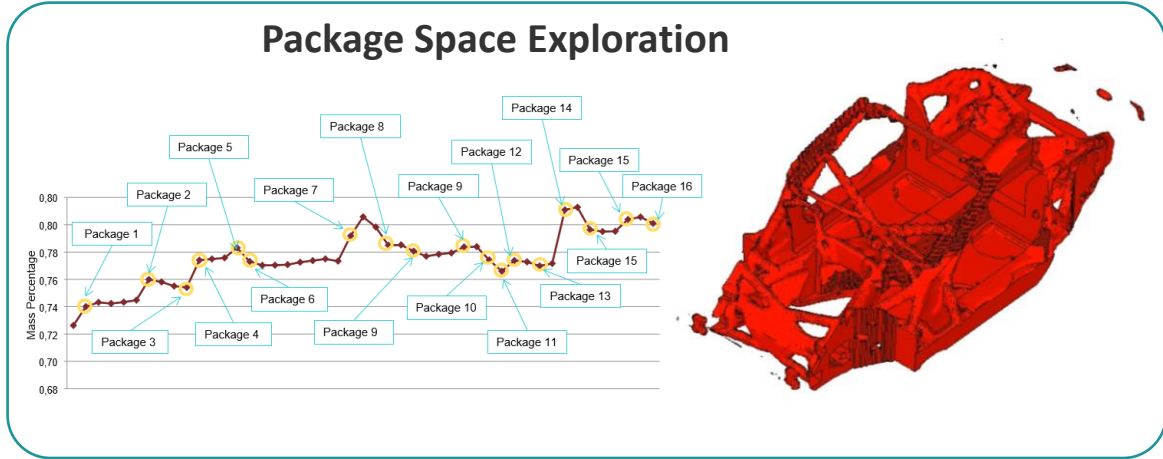 Package Space Exploration
Package 14
Package 8
Package 5
Package 12
Package 15
Package 2
Package 7
Package 9
Package 16
Package 1
Mass Percentage
0,80
0,80
0,78
0,76
0,74
0,72
0,70
0,68
Package 15
Package 6
Package 13
Package 10
Package 4
Package 9
Package 3
Package 11